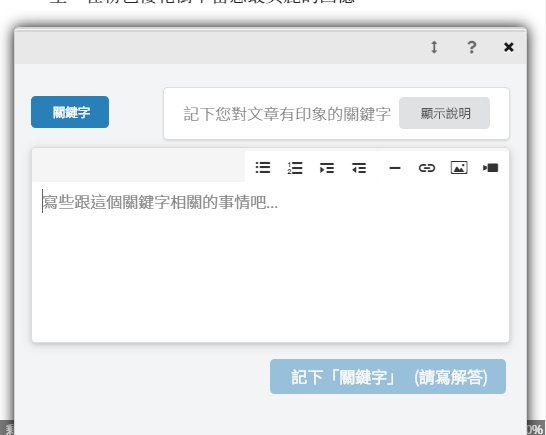 ?
關鍵字
記下您對文章有印象的關鍵字
顯示說明
寫些跟這個關鍵字相關的事情吧...
記下「關鍵字」 (請寫解答)
0%